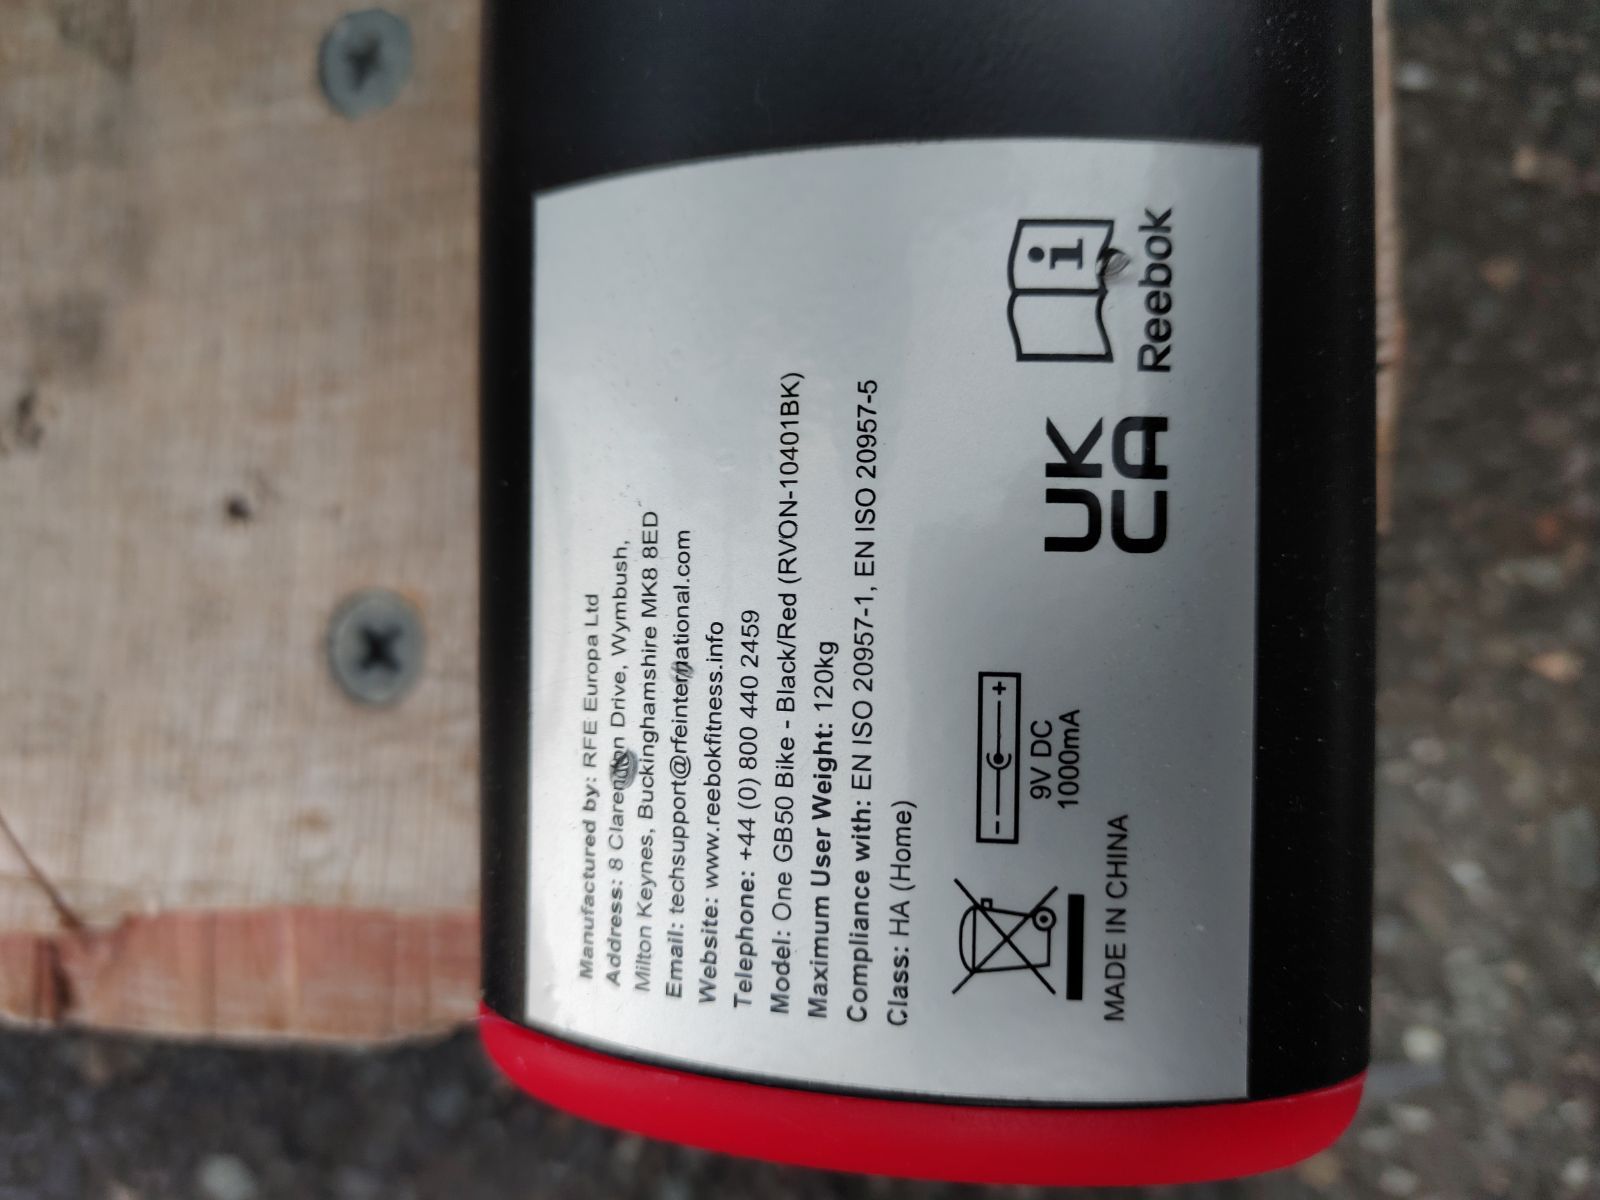 Manufactured by: RFE Europa Ltd
Address: 8 Clarendon Drive, Wymbush,
Milton Keynes, Buckinghamshire MK8 8ED
Email: techsupport@rfeinternational.com
Website: www.reebokfitness.info
Telephone: +44 (0) 800 440 2459
Model: One GB50 Bike - Black/Red (RVON-10401BK)
Maximum User Weight: 120kg
Compliance with: EN ISO 20957-1, EN ISO 20957-5
Class: HA (Home)
- +
9V DC
1000mA
MADE IN CHINA
UK
CA
i
Reebok